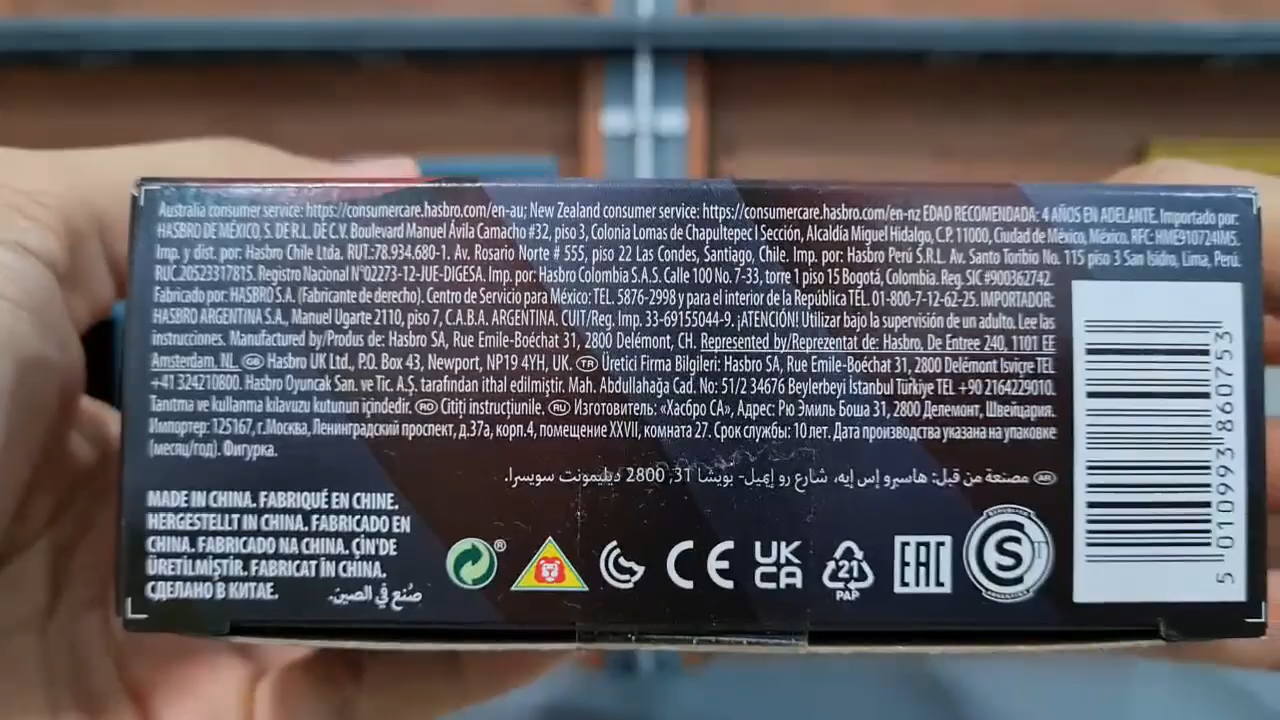 Australia consumer service: https://consumercare.hasbro.com/en-au; New Zealand consumer service: https://consumercare.hasbro.com/en-nz EDAD RECOMENDADA: 4 AÑOS EN ADELANTE. Importado por:
HASBRO DE MÉXICO, S. DE R.L. DE C.V. Boulevard Manuel Ávila Camacho #32, piso 3, Colonia Lomas de Chapultepec I Sección, Alcaldía Miguel Hidalgo, C.P. 11000, Ciudad de México, México. RFC: HME910724IM5.
Imp. y dist. por: Hasbro Chile Ltda. RUT.:78.934.680-1. Av. Rosario Norte # 555, piso 22 Las Condes, Santiago, Chile. Imp. por: Hasbro Perú S.R.L. Av. Santo Toribio No. 115 piso 3 San Isidro, Lima, Perú.
RUC.20523317815. Registro Nacional N°02273-12-JUE-DIGESA. Imp. por: Hasbro Colombia S.A.S. Calle 100 No. 7-33, torre 1 piso 15 Bogotá, Colombia. Reg. SIC #900362742.
Fabricado por: HASBRO S.A. (Fabricante de derecho). Centro de Servicio para México: TEL. 5876-2998 y para el interior de la República TEL. 01-800-7-12-62-25. IMPORTADOR:
HASBRO ARGENTINA S.A., Manuel Ugarte 2110, piso 7, C.A.B.A. ARGENTINA. CUIT/Reg. Imp. 33-69155044-9. ¡ATENCIÓN! Utilizar bajo la supervisión de un adulto. Lee las
instrucciones. Manufactured by/Produs de: Hasbro SA, Rue Emile-Boéchat 31, 2800 Delémont, CH. Represented by/Reprezentat de: Hasbro, De Entree 240, 1101 EE
Amsterdam, NL. GB Hasbro UK Ltd., P.O. Box 43, Newport, NP19 4YH, UK. TR Üretici Firma Bilgileri: Hasbro SA, Rue Emile-Boéchat 31, 2800 Delémont İsviçre TEL
+41 324210800. Hasbro Oyuncak San. ve Tic. A.Ş. tarafından ithal edilmiştir. Mah. Abdullahağa Cad. No: 51/2 34676 Beylerbeyi İstanbul Türkiye TEL +90 2164229010.
Tanıtma ve kullanma kılavuzu kutunun içindedir. RO Citiţi instrucţiunile. RU Изготовитель: «Хасбро СА», Адрес: Рю Эмиль Боша 31, 2800 Делемонт, Швейцария.
Импортер: 125167, г.Москва, Ленинградский проспект, д.37а, корп.4, помещение XXVII, комната 27. Срок службы: 10 лет. Дата производства указана на упаковке
(месяц/год). Фигурка.
AR مصنعة من قبل: هاسبرو إس إيه، شارع رو إيميل- بويشا 31, 2800 ديليمونت سويسرا.
MADE IN CHINA. FABRIQUÉ EN CHINE.
HERGESTELLT IN CHINA. FABRICADO EN
CHINA. FABRICADO NA CHINA. ÇİN'DE
ÜRETİLMİŞTİR. FABRICAT ÎN CHINA.
СДЕЛАНО В КИТАЕ.
صُنع في الصين.
®
CE
UK
CA
21
PAP
EAC
S
5 010993 860753